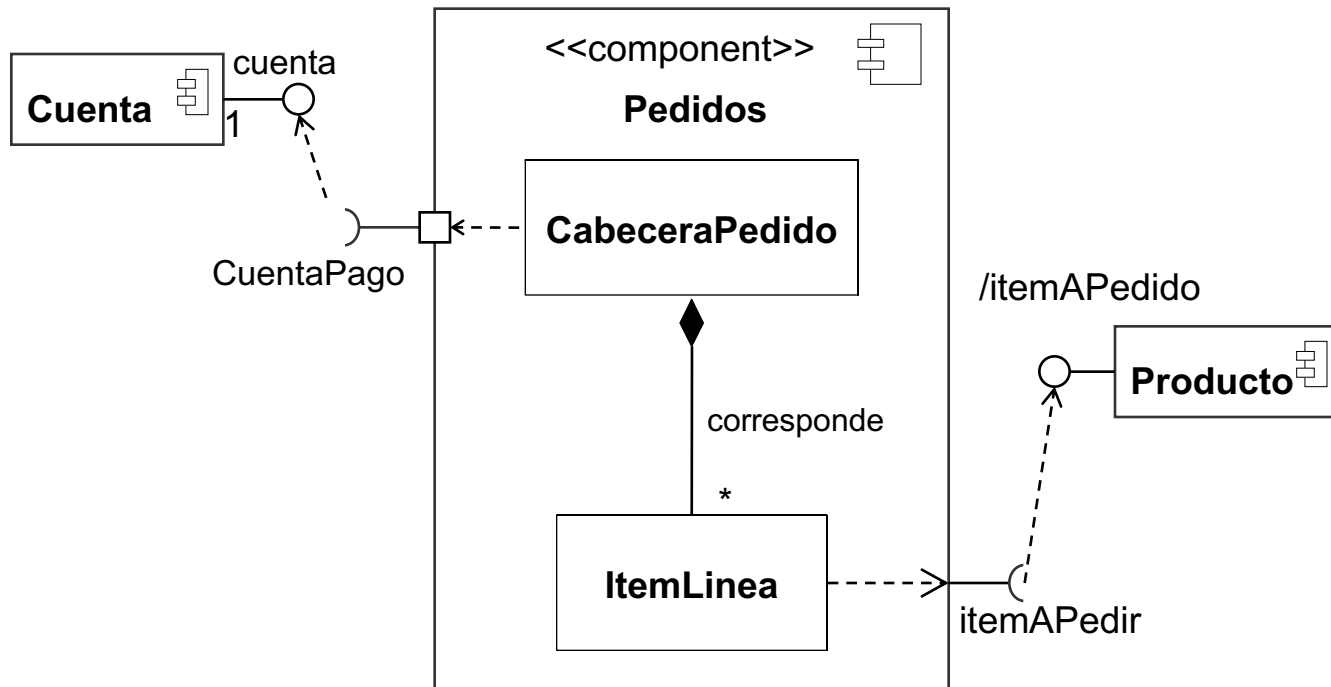 <<component>>
Pedidos
cuenta
Cuenta
1
CabeceraPedido
CuentaPago
/itemAPedido
Producto
corresponde
*
ItemLinea
itemAPedir